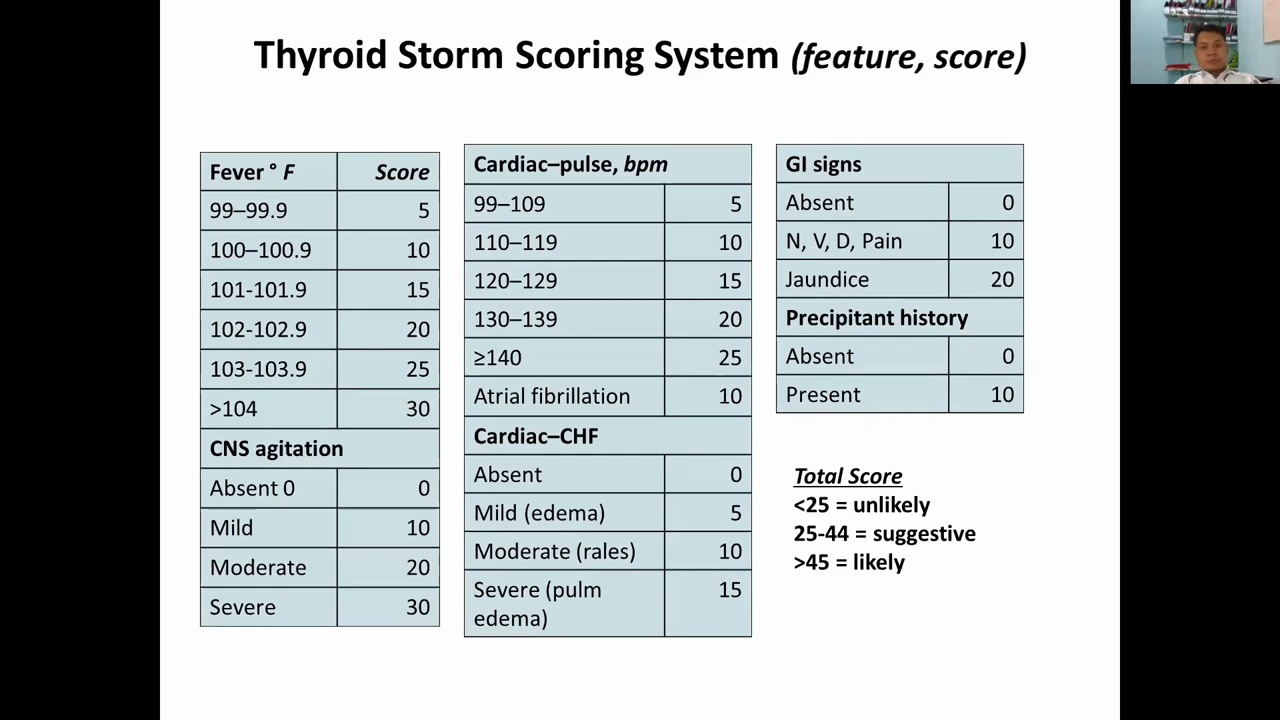 Thyroid Storm Scoring System (feature, score)
Fever ° F Score
99–99.9 5
100–100.9 10
101-101.9 15
102-102.9 20
103-103.9 25
>104 30
CNS agitation
Absent 0 0
Mild 10
Moderate 20
Severe 30
Cardiac–pulse, bpm
99–109 5
110–119 10
120–129 15
130–139 20
≥140 25
Atrial fibrillation 10
Cardiac–CHF
Absent 0
Mild (edema) 5
Moderate (rales) 10
Severe (pulm 15
edema)
GI signs
Absent 0
N, V, D, Pain 10
Jaundice 20
Precipitant history
Absent 0
Present 10
Total Score
<25 = unlikely
25-44 = suggestive
>45 = likely